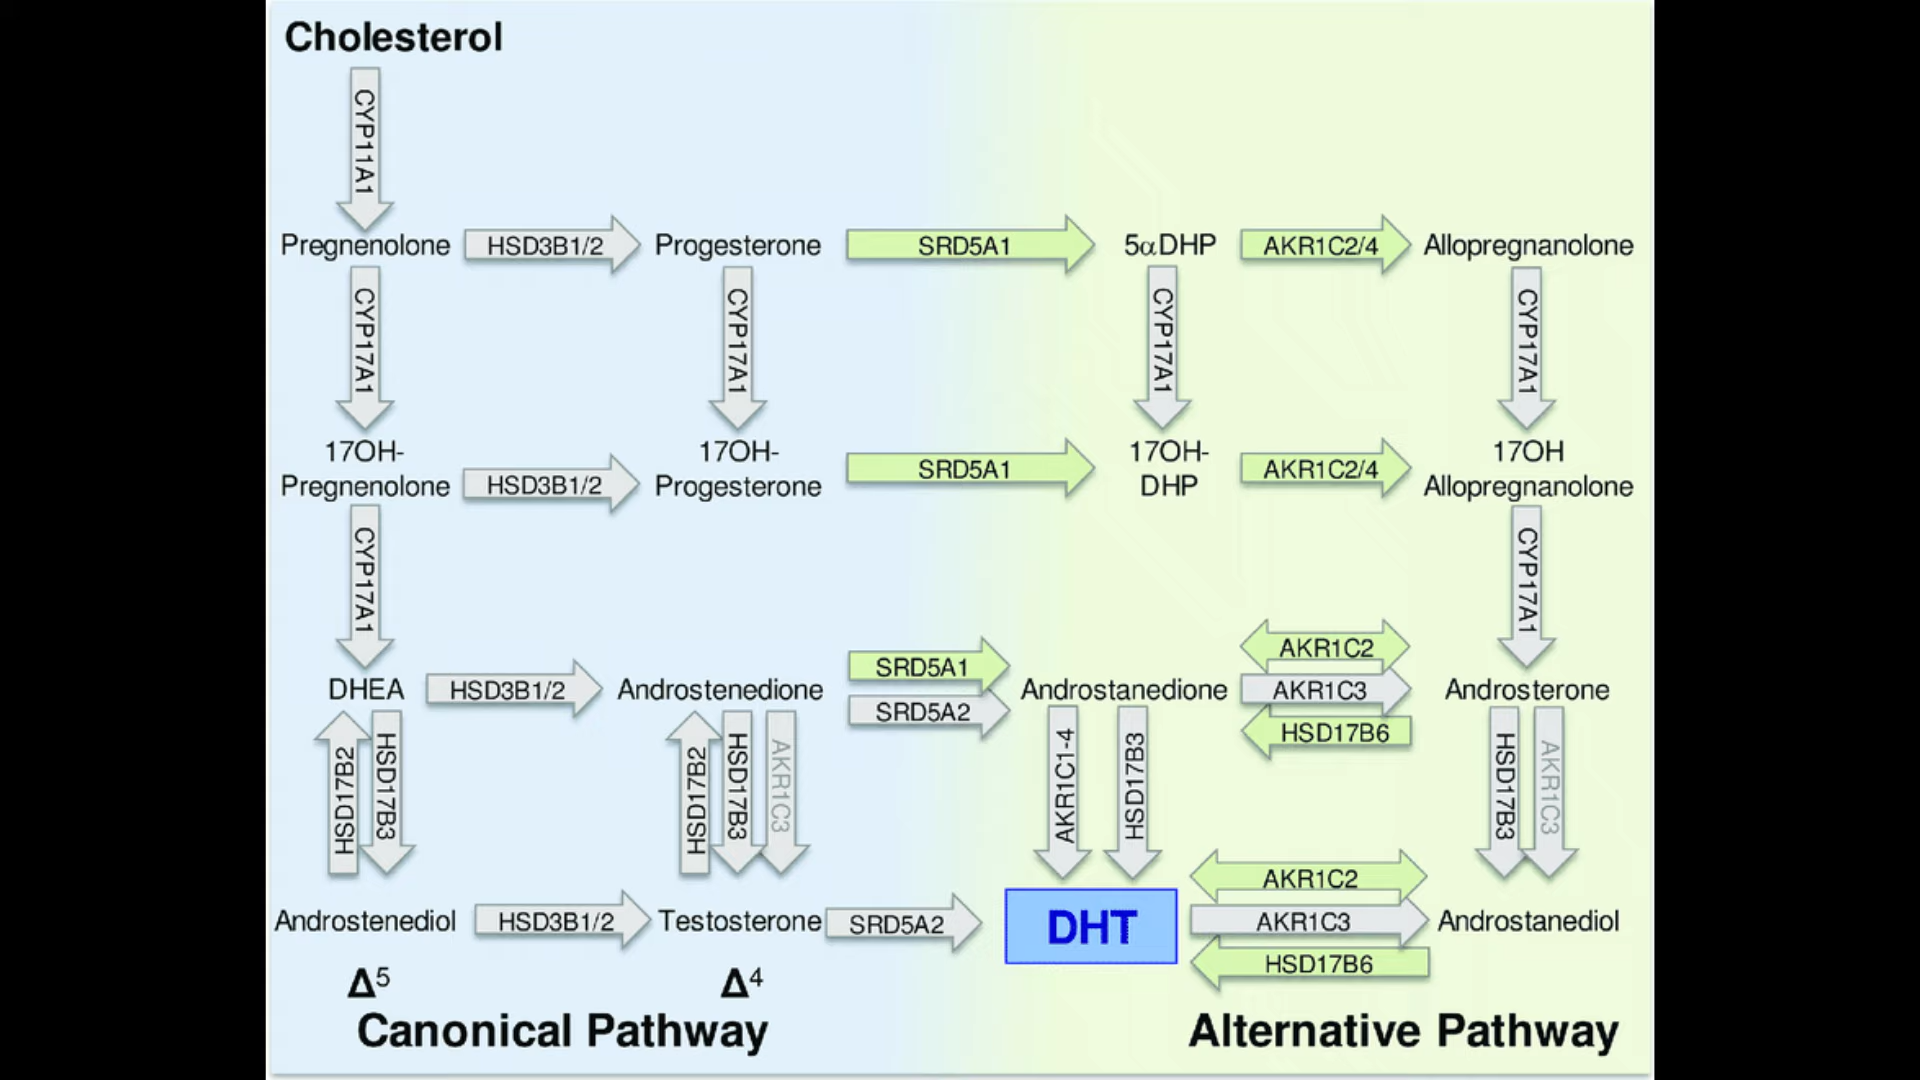 Cholesterol
CYP11A1
Pregnenolone
HSD3B1/2
Progesterone
SRD5A1
5αDHP
AKR1C2/4
Allopregnanolone
CYP17A1
CYP17A1
CYP17A1
CYP17A1
17OH-
Pregnenolone
HSD3B1/2
17OH-
Progesterone
SRD5A1
17OH-
DHP
AKR1C2/4
17OH
Allopregnanolone
CYP17A1
CYP17A1
DHEA
HSD3B1/2
Androstenedione
SRD5A1
SRD5A2
Androstanedione
AKR1C2
AKR1C3
HSD17B6
Androsterone
HSD17B2
HSD17B3
HSD17B2
HSD17B3
AKR1C3
AKR1C1-4
HSD17B3
HSD17B3
AKR1C3
Androstenediol
HSD3B1/2
Testosterone
SRD5A2
DHT
AKR1C2
AKR1C3
HSD17B6
Androstanediol
Δ5
Δ4
Canonical Pathway
Alternative Pathway